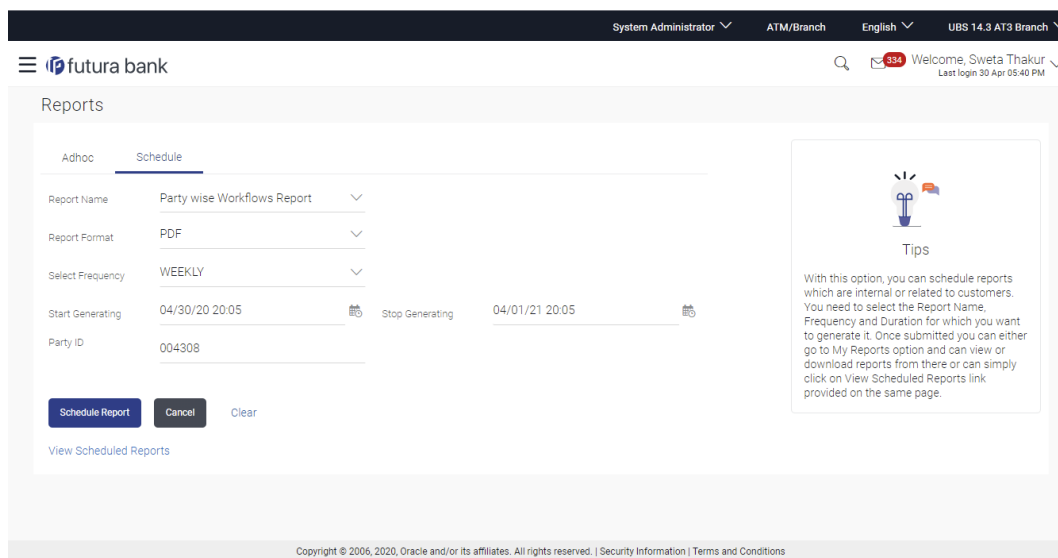 System Administrator ATM/Branch English UBS 14.3 AT3 Branch
futura bank 334 Welcome, Sweta Thakur
Last login 30 Apr 05:40 PM
Reports
Adhoc Schedule
Report Name Party wise Workflows Report
Report Format PDF
Select Frequency WEEKLY
Start Generating 04/30/20 20:05 Stop Generating 04/01/21 20:05
Party ID 004308
Schedule Report Cancel Clear
View Scheduled Reports
Tips
With this option, you can schedule reports
which are internal or related to customers.
You need to select the Report Name,
Frequency and Duration for which you want
to generate it. Once submitted you can either
go to My Reports option and can view or
download reports from there or can simply
click on View Scheduled Reports link
provided on the same page.
Copyright © 2006, 2020, Oracle and/or its affiliates. All rights reserved. | Security Information | Terms and Conditions